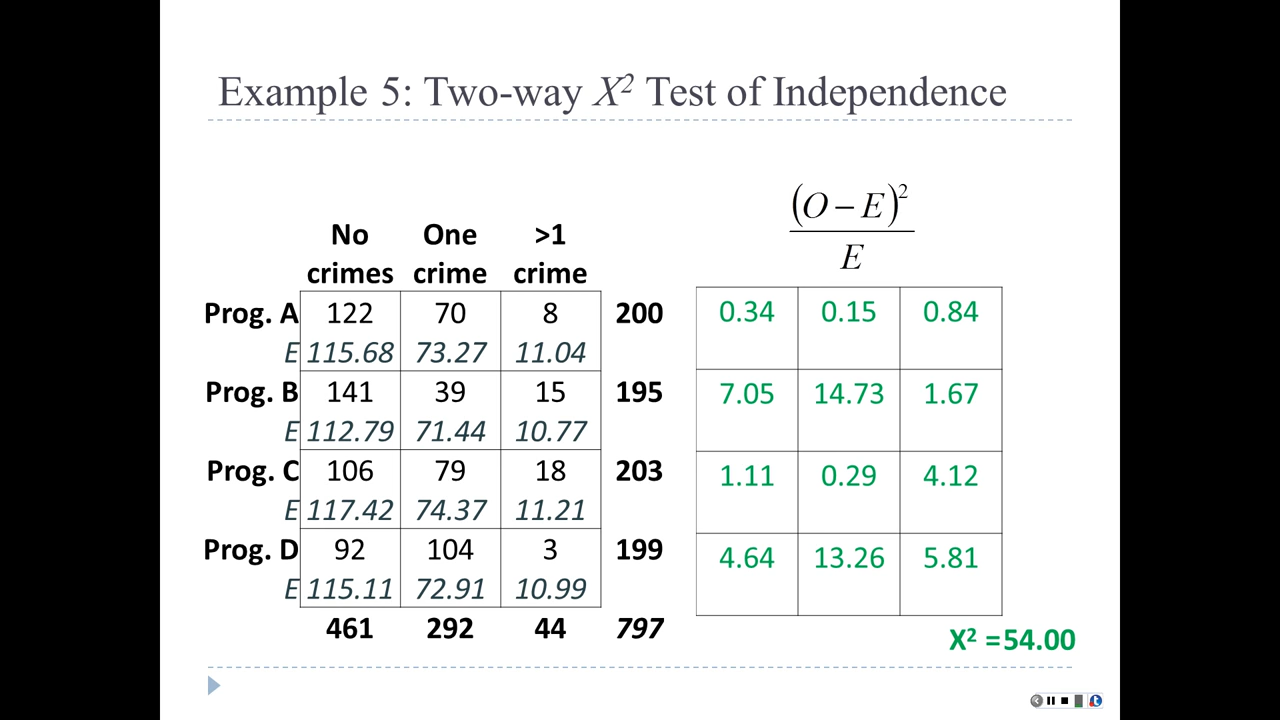 Example 5: Two-way X² Test of Independence
(O – E)²
E
No One >1
crimes crime crime
Prog. A 122 70 8 200
E 115.68 73.27 11.04
Prog. B 141 39 15 195
E 112.79 71.44 10.77
Prog. C 106 79 18 203
E 117.42 74.37 11.21
Prog. D 92 104 3 199
E 115.11 72.91 10.99
461 292 44 797
0.34 0.15 0.84
7.05 14.73 1.67
1.11 0.29 4.12
4.64 13.26 5.81
X² =54.00